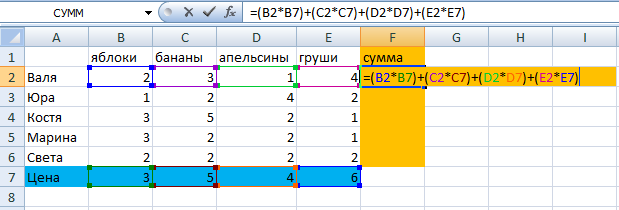 СУММ =(B2*B7)+(C2*C7)+(D2*D7)+(E2*E7)
A B C D E F G H I
1 яблоки бананы апельсины груши сумма
2 Валя 2 3 1 4 =(B2*B7)+(C2*C7)+(D2*D7)+(E2*E7)
3 Юра 1 2 4 2
4 Костя 3 5 2 1
5 Марина 3 2 2 1
6 Света 2 2 2 2
7 Цена 3 5 4 6
8